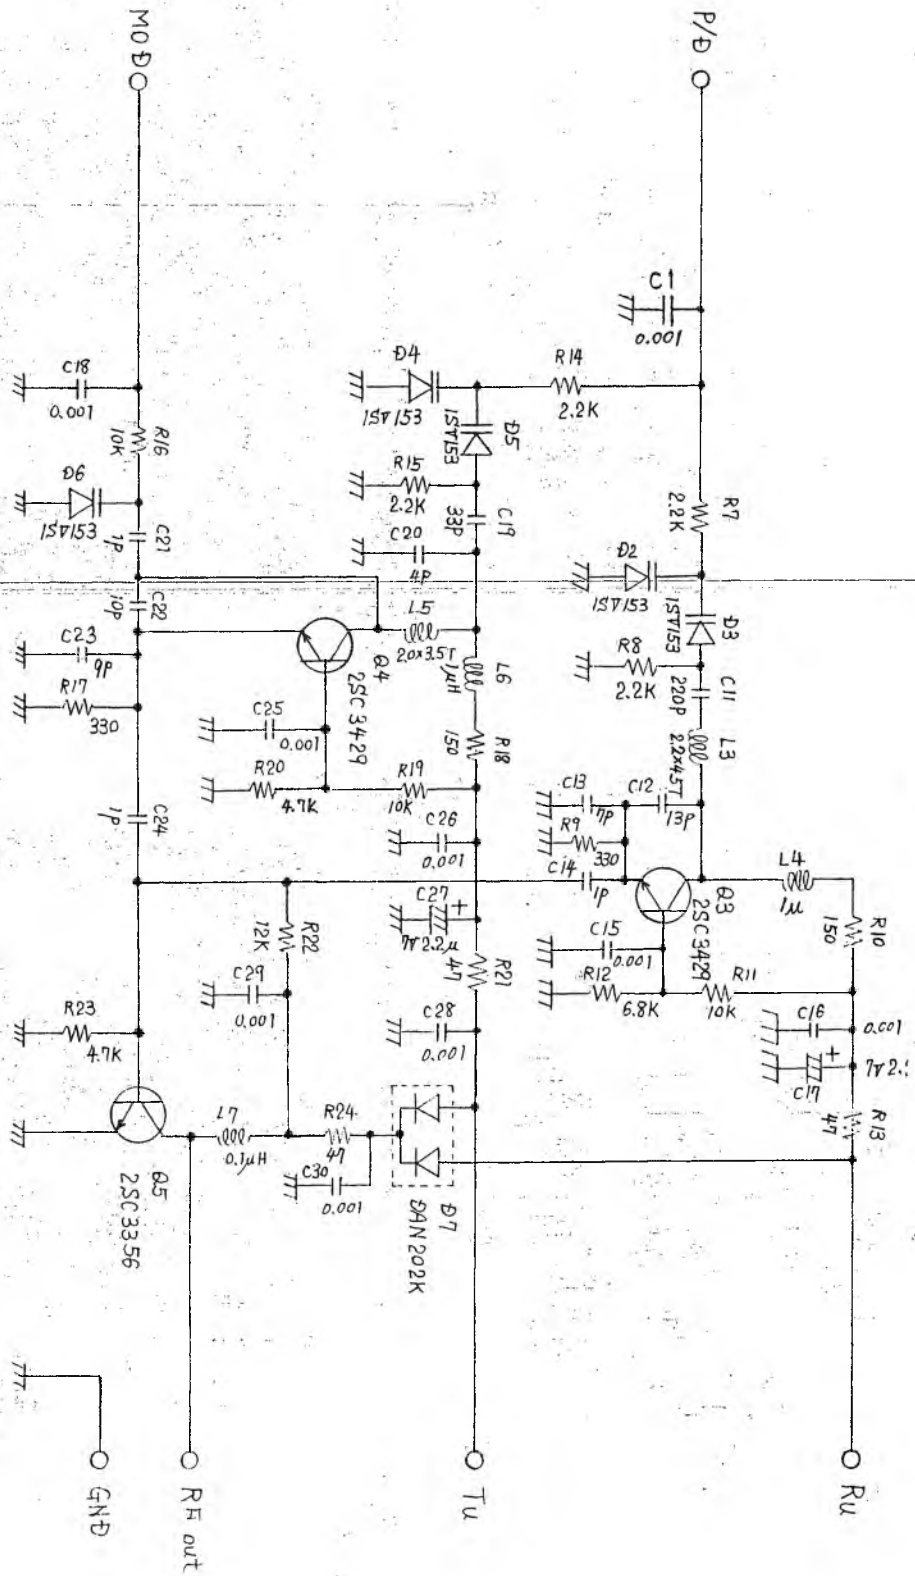 MOD
P/D
C1
0.001
D4
1SV153
R14
2.2K
C18
0.001
R16
10K
D5
1SV153
R15
2.2K
C19
33P
R7
2.2K
D6
1SV153
C21
1P
C20
4P
D2
1SV153
D3
1SV153
C22
10P
L5
2.0×3.5T
L6
1μH
R8
2.2K
C11
220P
L3
2.2×4.5T
C23
9P
R17
330
Q4
2SC3429
C25
0.001
R18
150
R20
4.7K
R19
10K
C13
7P
C12
13P
C24
1P
C26
0.001
R9
330
C14
1P
Q3
2SC3429
L4
1μ
R22
12K
C27
+
7V 2.2μ
R21
47
C15
0.001
R10
150
C29
0.001
R12
6.8K
R11
10K
R23
4.7K
C28
0.001
C16
0.001
C17
+
7V 2.
R13
47
L7
0.1μH
R24
47
C30
0.001
Q5
2SC3356
D7
DAN202K
GND
RF out
Tu
Ru